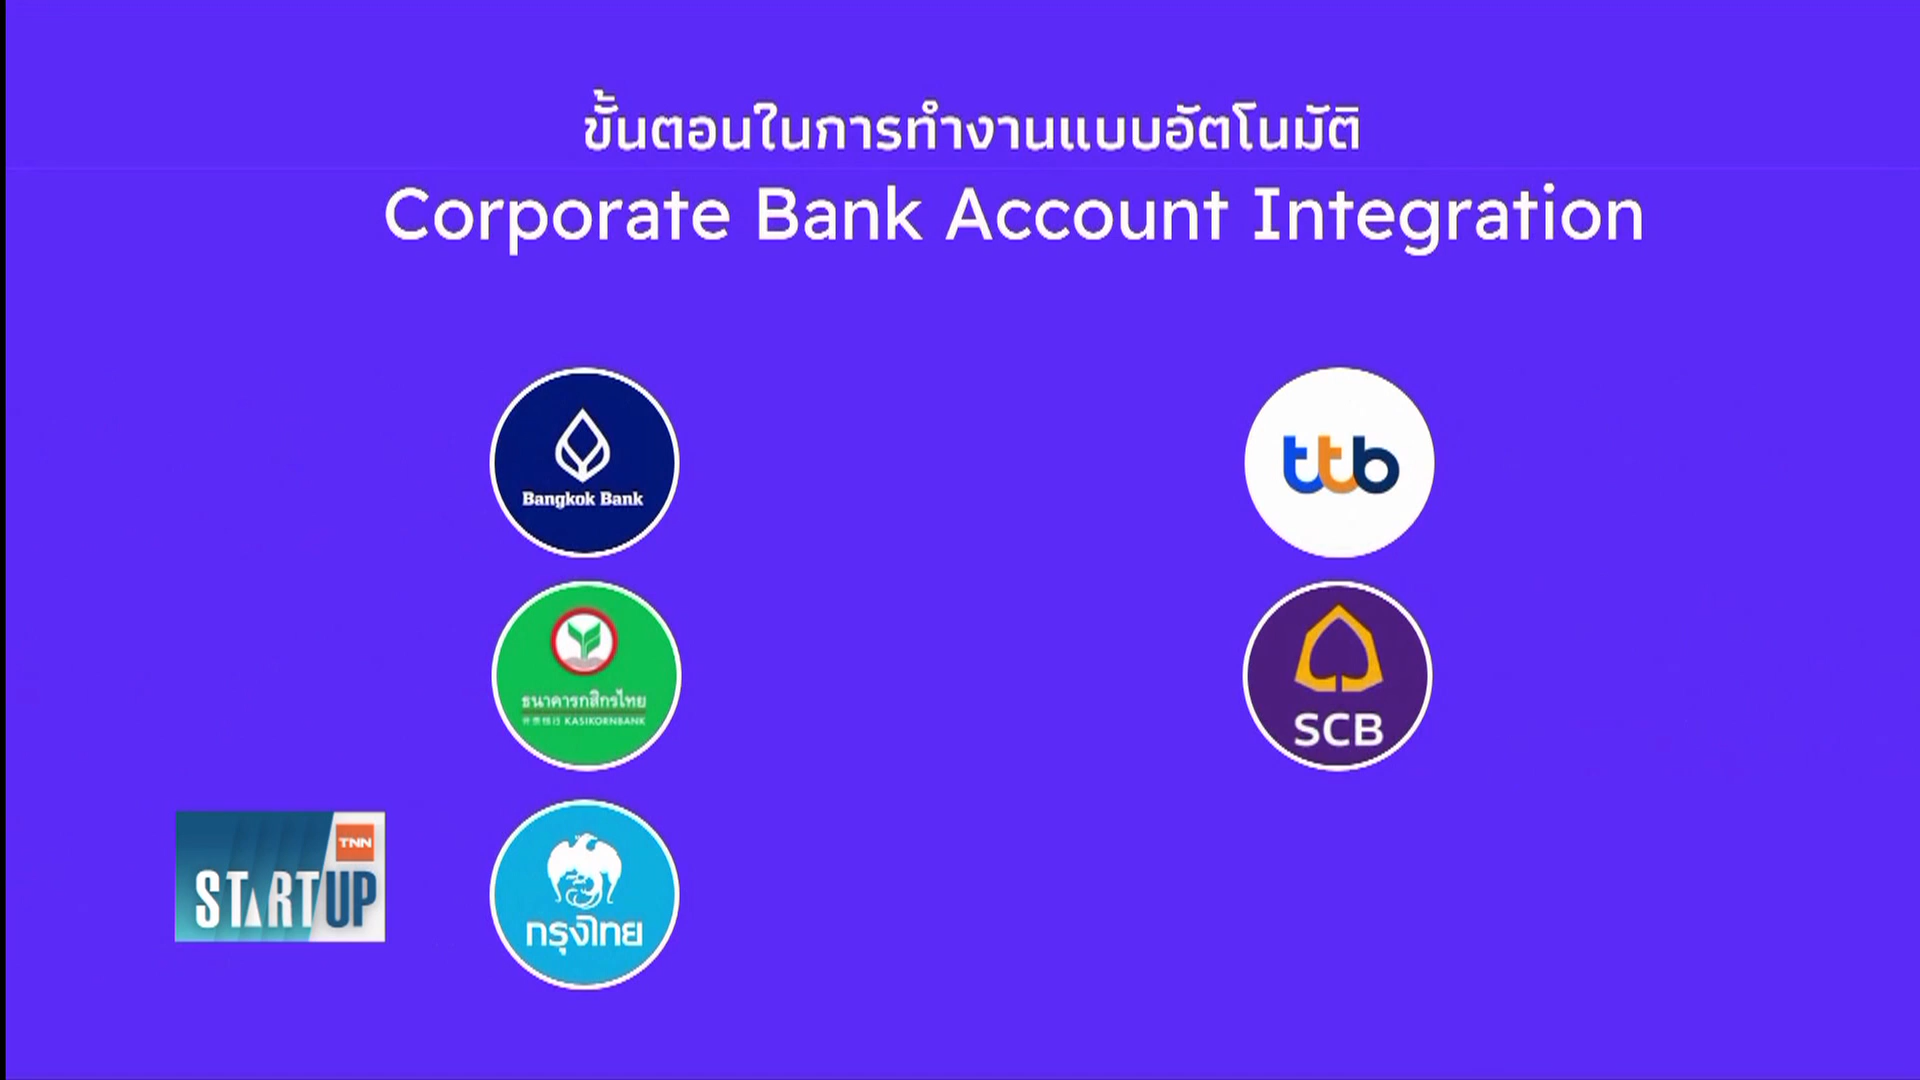 ขั้นตอนในการทำงานแบบอัตโนมัติ
Corporate Bank Account Integration
Bangkok Bank
ttb
ธนาคารกสิกรไทย
KASIKORNBANK
SCB
กรุงไทย
TNN
STARTUP